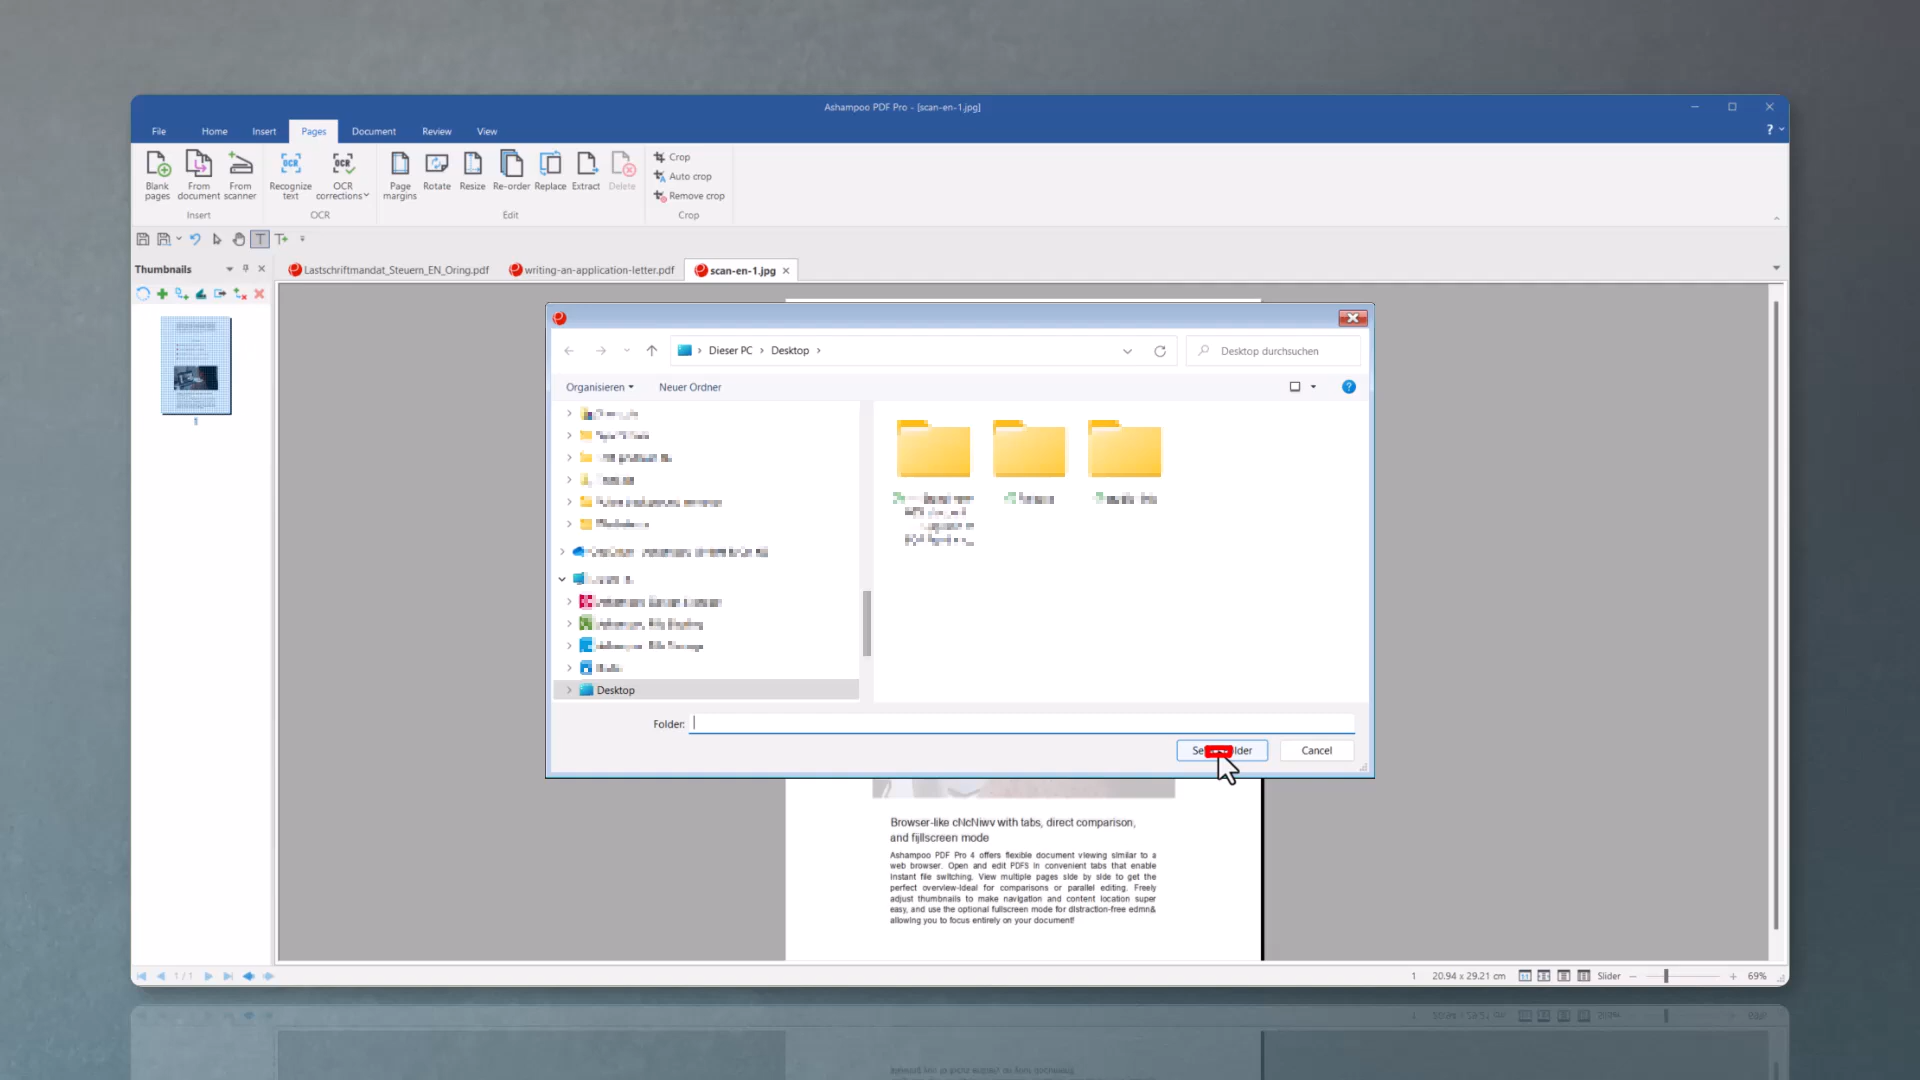 Ashampoo PDF Pro - [scan-en-1.jpg]
File Home Insert Pages Document Review View
?
Blank pages
From document
From scanner
Recognize text
OCR corrections
Page margins
Rotate
Resize
Re-order
Replace
Extract
Delete
Crop
Auto crop
Remove crop
Insert
OCR
Edit
Crop
Thumbnails
Lastschriftmandat_Steuern_EN_Oring.pdf
writing-an-application-letter.pdf
scan-en-1.jpg
1
Dieser PC > Desktop >
Desktop durchsuchen
Organisieren
Neuer Ordner
Desktop
Folder:
Cancel
Browser-like cNcNiwv with tabs, direct comparison,
and fijllscreen mode
Ashampoo PDF Pro 4 offers flexible document viewing similar to a
web browser. Open and edit PDFS in convenient tabs that enable
Instant file switching. View multiple pages side by side to get the
perfect overview-Ideal for comparisons or parallel editing. Freely
adjust thumbnails to make navigation and content location super
easy, and use the optional fullscreen mode for distraction-free edmn&
allowing you to focus entirely on your document!
1 / 1
1
20.94 x 29.21 cm
Slider
69%